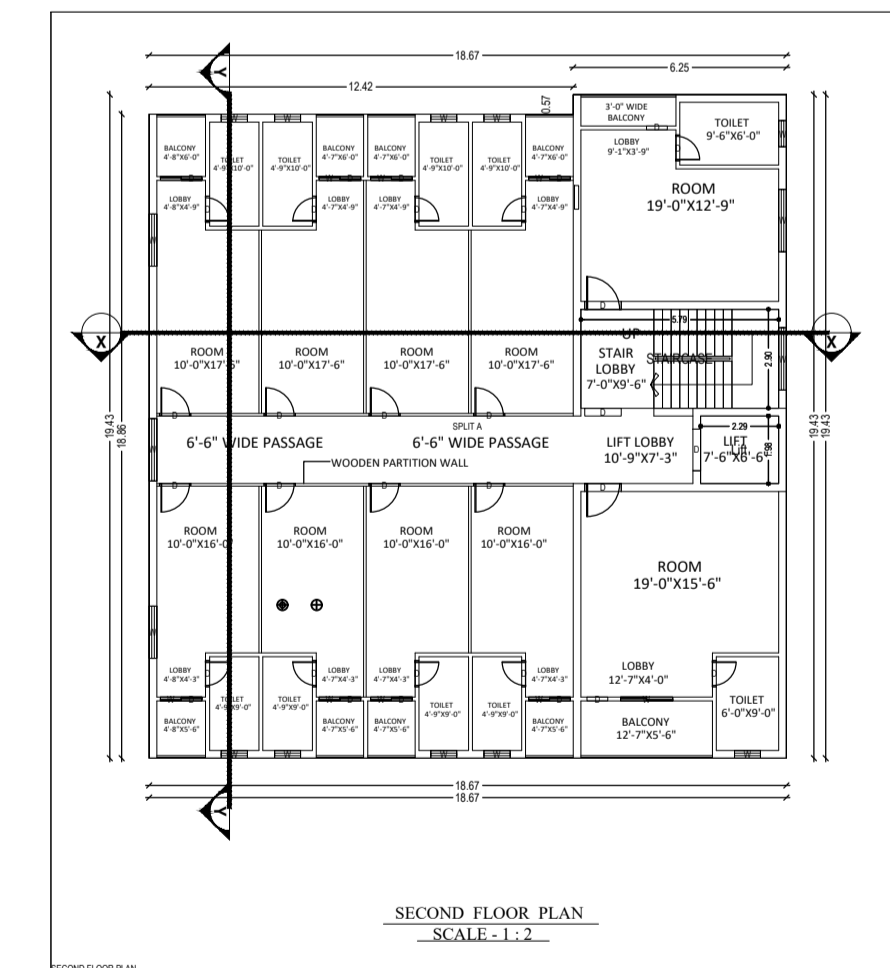 18.67
6.25
12.42
0.57
3'-0" WIDE
BALCONY
TOILET
9'-6"X6'-0"
LOBBY
9'-1"X3'-9"
ROOM
19'-0"X12'-9"
BALCONY
4'-8"X6'-0"
TOILET
4'-9"X10'-0"
TOILET
4'-9"X10'-0"
BALCONY
4'-7"X6'-0"
BALCONY
4'-7"X6'-0"
TOILET
4'-9"X10'-0"
TOILET
4'-9"X10'-0"
BALCONY
4'-7"X6'-0"
LOBBY
4'-8"X4'-9"
LOBBY
4'-7"X4'-9"
LOBBY
4'-7"X4'-9"
LOBBY
4'-7"X4'-9"
Y
X
X
5.79
UP
STAIR
LOBBY
7'-0"X9'-6"
STAIRCASE
2.90
ROOM
10'-0"X17'-6"
ROOM
10'-0"X17'-6"
ROOM
10'-0"X17'-6"
ROOM
10'-0"X17'-6"
19.43
18.86
19.43
19.43
SPLIT A
6'-6" WIDE PASSAGE
6'-6" WIDE PASSAGE
WOODEN PARTITION WALL
LIFT LOBBY
10'-9"X7'-3"
2.29
LIFT
7'-6"X6'-6"
Lift
1.98
ROOM
10'-0"X16'-0"
ROOM
10'-0"X16'-0"
ROOM
10'-0"X16'-0"
ROOM
10'-0"X16'-0"
ROOM
19'-0"X15'-6"
LOBBY
4'-8"X4'-3"
LOBBY
4'-7"X4'-3"
LOBBY
4'-7"X4'-3"
LOBBY
4'-7"X4'-3"
LOBBY
12'-7"X4'-0"
TOILET
4'-9"X9'-0"
TOILET
4'-9"X9'-0"
TOILET
4'-9"X9'-0"
TOILET
4'-9"X9'-0"
TOILET
6'-0"X9'-0"
BALCONY
4'-8"X5'-6"
BALCONY
4'-7"X5'-6"
BALCONY
4'-7"X5'-6"
BALCONY
4'-7"X5'-6"
BALCONY
12'-7"X5'-6"
18.67
18.67
Y
SECOND FLOOR PLAN
SCALE - 1 : 2
SECOND FLOOR PLAN